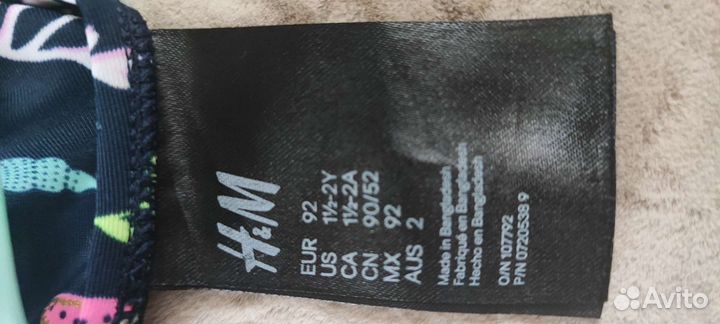 H&M
EUR 92
US 1½-2Y
CA 1½-2A
CN 90/52
MX 92
AUS 2
Made in Bangladesh
Fabriqué en Bangladesh
Hecho en Bangladesh
O/N 107792
P/N 0720538 9
Avito